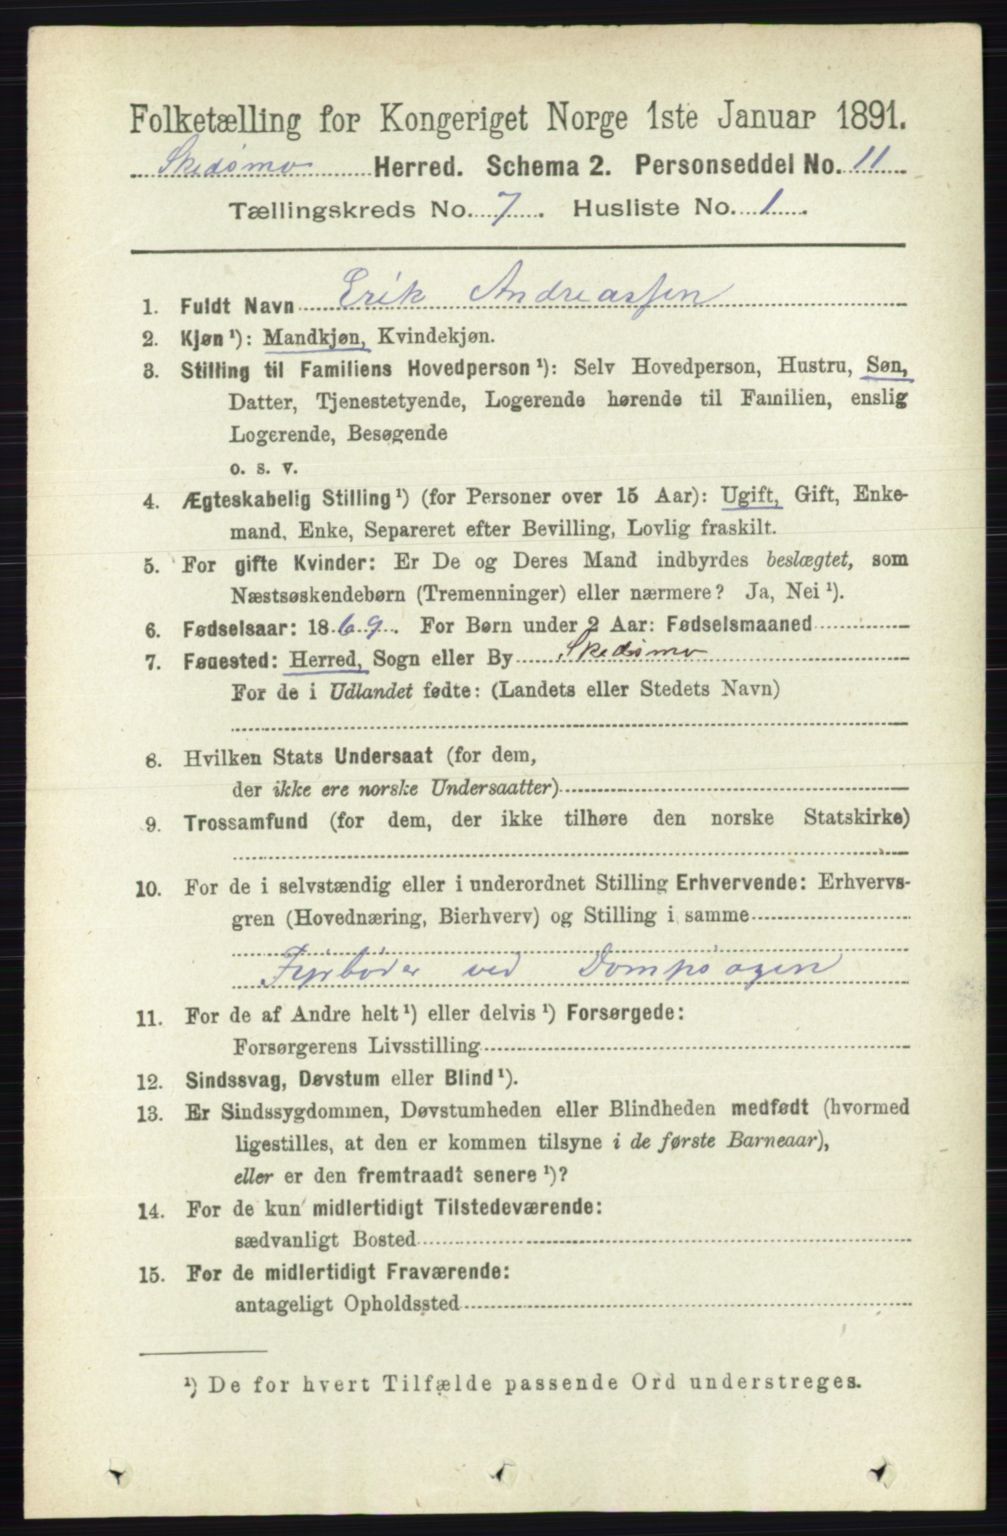 Folketælling for Kongeriget Norge 1ste Januar 1891.
Skedsmo Herred. Schema 2. Personseddel No. 11
Tællingskreds No. 7. Husliste No. 1.
1. Fuldt Navn Erik Andreassen
2. Kjøn ¹): Mandkjøn, Kvindekjøn.
3. Stilling til Familiens Hovedperson ¹): Selv Hovedperson, Hustru, Søn,
Datter, Tjenestetyende, Logerende hørende til Familien, enslig
Logerende, Besøgende
o. s. v.
4. Ægteskabelig Stilling ¹) (for Personer over 15 Aar): Ugift, Gift, Enke-
mand, Enke, Separeret efter Bevilling, Lovlig fraskilt.
5. For gifte Kvinder: Er De og Deres Mand indbyrdes beslægtet, som
Næstsøskendebørn (Tremenninger) eller nærmere? Ja, Nei ¹).
6. Fødselsaar: 1869. For Børn under 2 Aar: Fødselsmaaned
7. Fødested: Herred, Sogn eller By Skedsmo
For de i Udlandet fødte: (Landets eller Stedets Navn)
8. Hvilken Stats Undersaat (for dem,
der ikke ere norske Undersaatter)
9. Trossamfund (for dem, der ikke tilhøre den norske Statskirke)
10. For de i selvstændig eller i underordnet Stilling Erhvervende: Erhvervs-
gren (Hovednæring, Bierhverv) og Stilling i samme
Fyrbøder ved Dampsagen
11. For de af Andre helt ¹) eller delvis ¹) Forsørgede:
Forsørgerens Livsstilling
12. Sindssvag, Døvstum eller Blind ¹).
13. Er Sindssygdommen, Døvstumheden eller Blindheden medfødt (hvormed
ligestilles, at den er kommen tilsyne i de første Barneaar),
eller er den fremtraadt senere ¹)?
14. For de kun midlertidigt Tilstedeværende:
sædvanligt Bosted
15. For de midlertidigt Fraværende:
antageligt Opholdssted
¹) De for hvert Tilfælde passende Ord understreges.